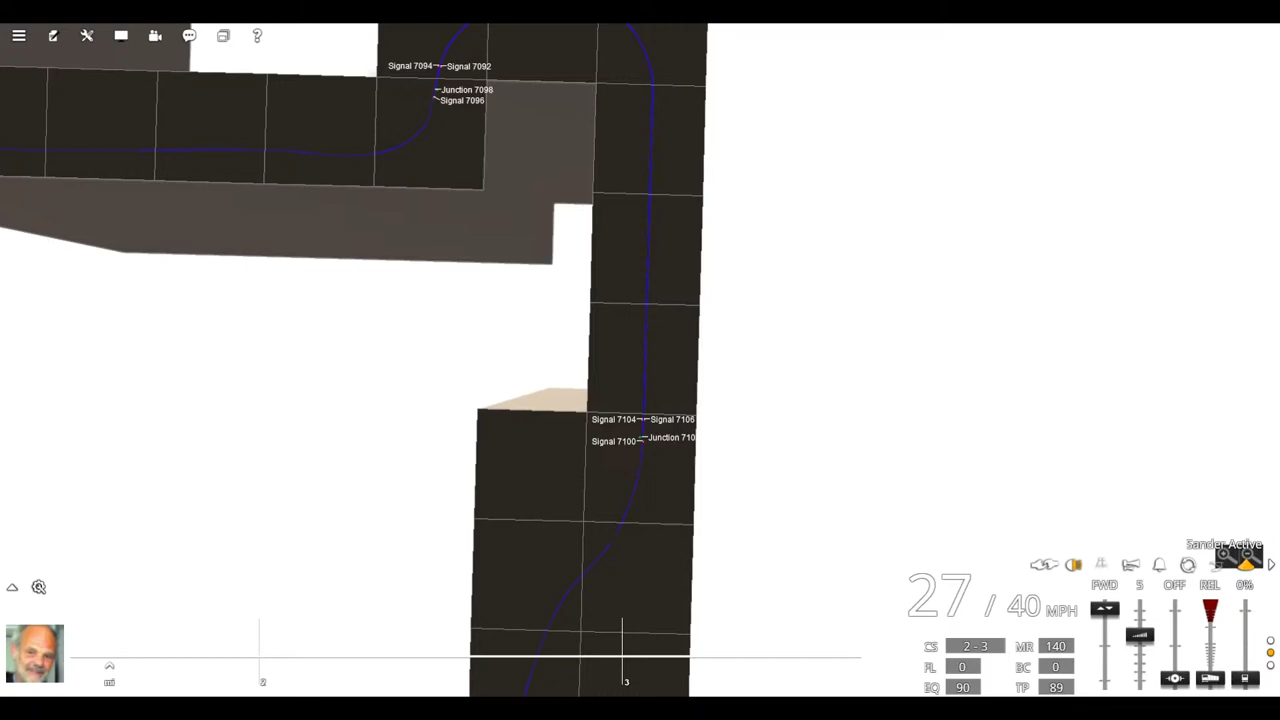 ?
Signal 7094
Signal 7092
Junction 7098
Signal 7096
Signal 7104
Signal 7106
Signal 7100
Junction 710
Sander Active
FWD
5
OFF
REL
0%
27 / 40 MPH
CS 2 - 3 MR 140
FL 0 BC 0
EQ 90 TP 89
mi
2
3